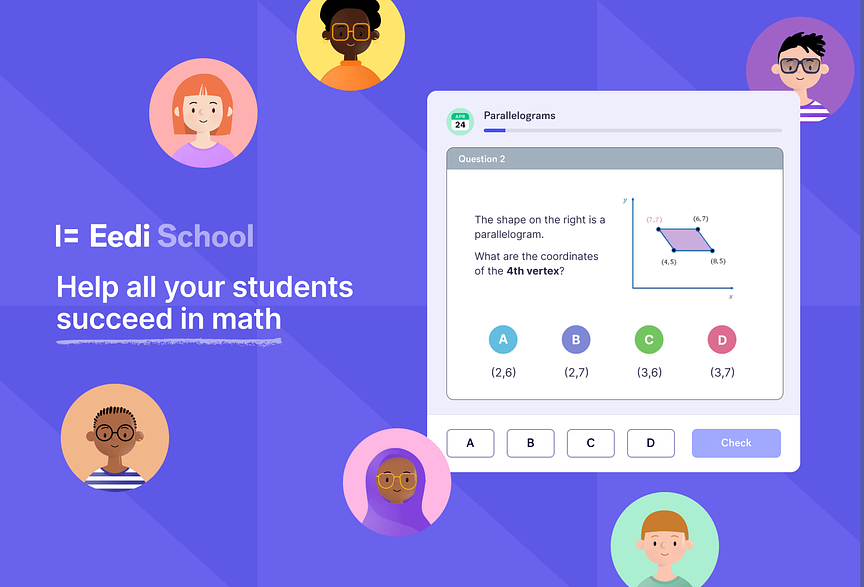 I= Eedi School
Help all your students
succeed in math
APR
24
Parallelograms
Question 2
The shape on the right is a
parallelogram.
What are the coordinates
of the 4th vertex?
y
(?,?)
(6,7)
(4,5)
(8,5)
x
A
B
C
D
(2,6)
(2,7)
(3,6)
(3,7)
A
B
C
D
Check